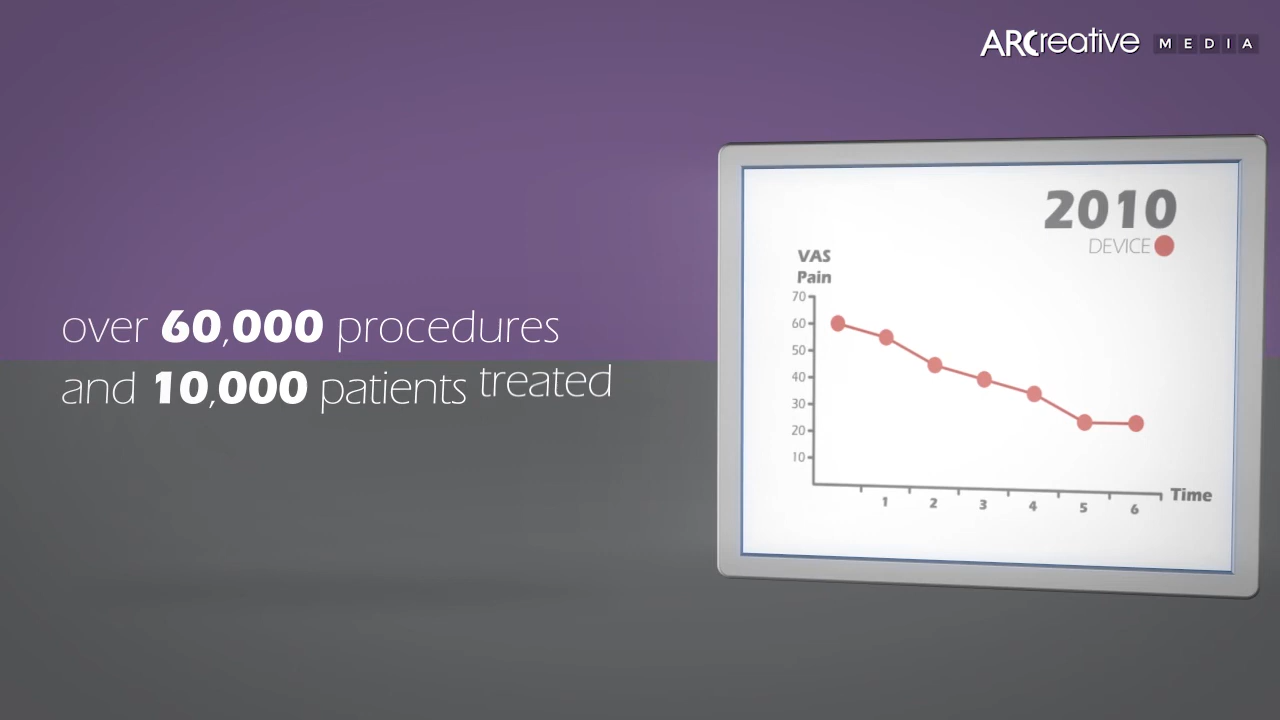 ARCreative MEDIA
over 60,000 procedures
and 10,000 patients treated
2010
DEVICE
VAS
Pain
70
60
50
40
30
20
10
1 2 3 4 5 6
Time